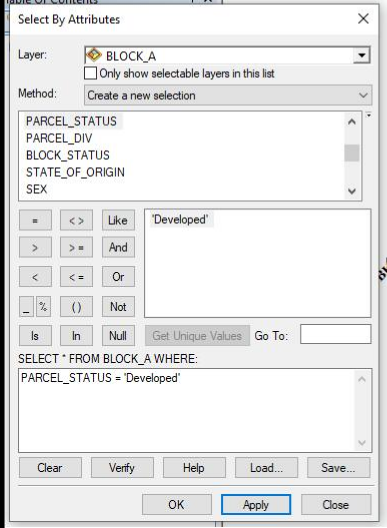 Table Of Contents
Select By Attributes
Layer: BLOCK_A
Only show selectable layers in this list
Method: Create a new selection
PARCEL_STATUS
PARCEL_DIV
BLOCK_STATUS
STATE_OF_ORIGIN
SEX
= < > Like 'Developed'
> > = And
< < = Or
_ % ( ) Not
Is In Null Get Unique Values Go To:
SELECT * FROM BLOCK_A WHERE:
PARCEL_STATUS = 'Developed'
Clear Verify Help Load... Save...
OK Apply Close